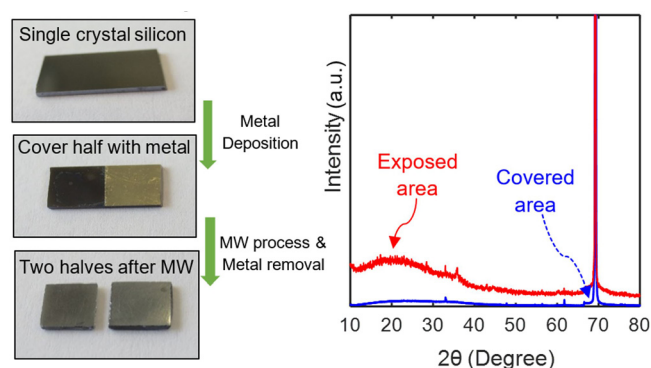 Single crystal silicon
Metal
Deposition
Cover half with metal
MW process &
Metal removal
Two halves after MW
Intensity (a.u.)
Exposed
area
Covered
area
10 20 30 40 50 60 70 80
2θ (Degree)